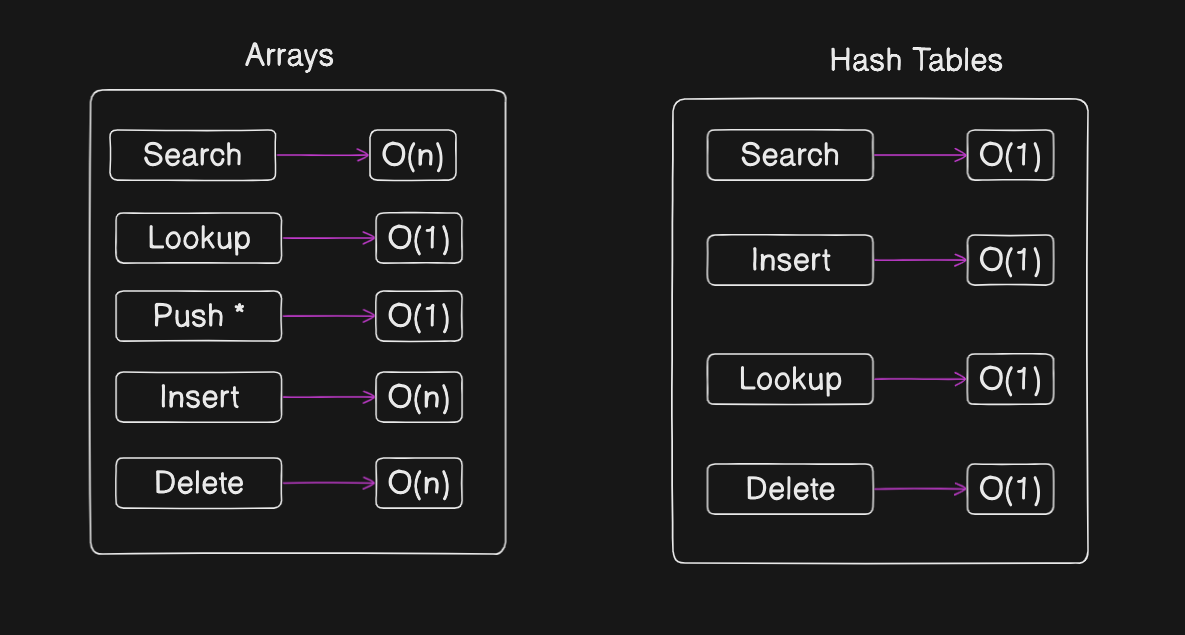 Arrays
Search
O(n)
Lookup
O(1)
Push *
O(1)
Insert
O(n)
Delete
O(n)
Hash Tables
Search
O(1)
Insert
O(1)
Lookup
O(1)
Delete
O(1)